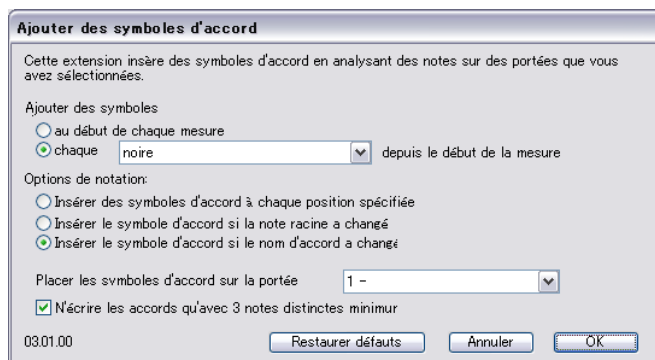 Ajouter des symboles d'accord
Cette extension insère des symboles d'accord en analysant des notes sur des portées que vous
avez sélectionnées.
Ajouter des symboles
au début de chaque mesure
chaque noire depuis le début de la mesure
Options de notation:
Insérer des symboles d'accord à chaque position spécifiée
Insérer le symbole d'accord si la note racine a changé
Insérer le symbole d'accord si le nom d'accord a changé
Placer les symboles d'accord sur la portée 1 -
N'écrire les accords qu'avec 3 notes distinctes minimur
03.01.00 Restaurer défauts Annuler OK